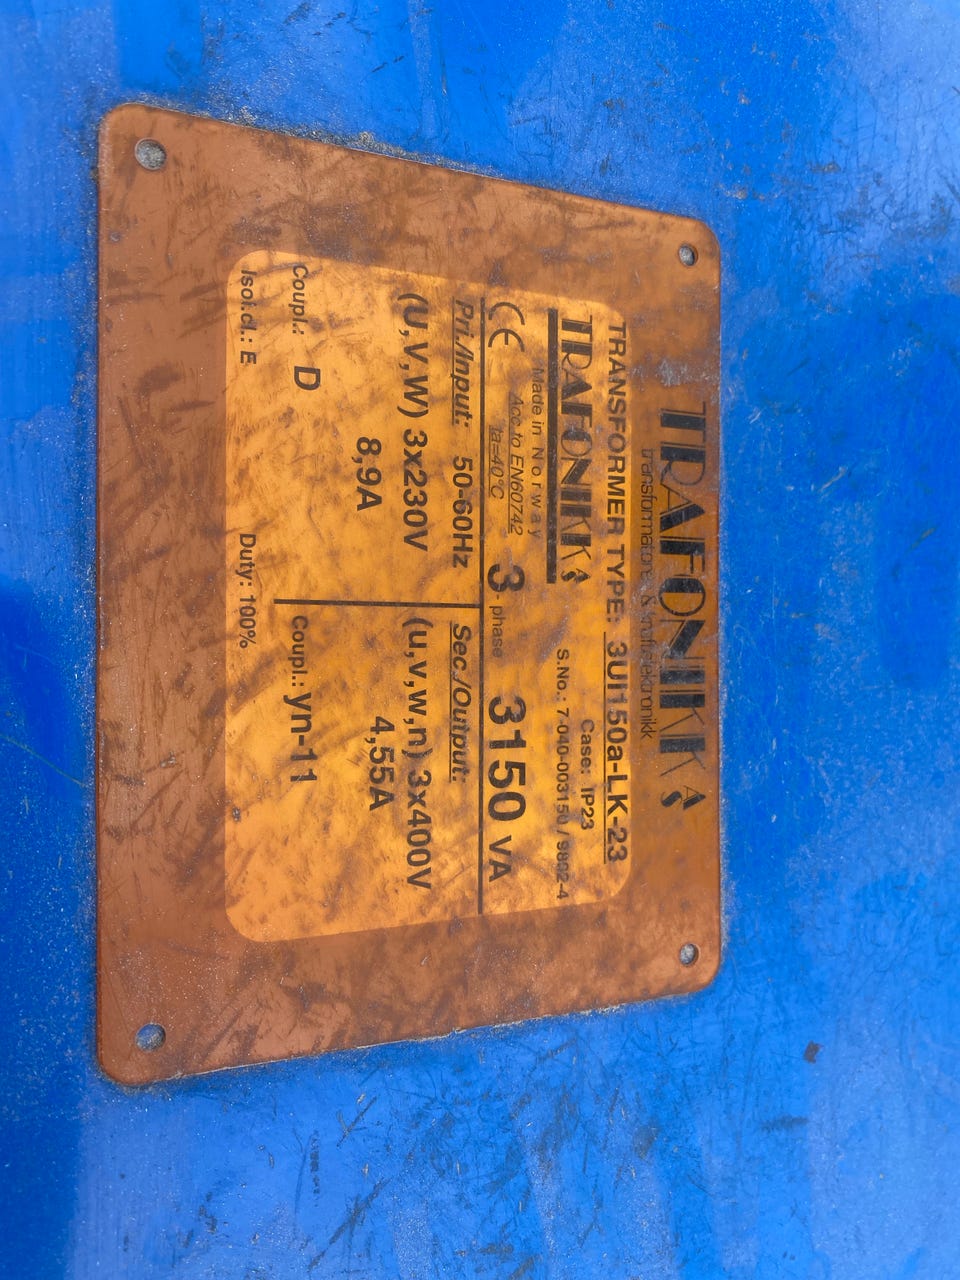 TRAFONIKK
transformatorer & kraftelektronikk
TRANSFORMER TYPE: 3UI150a-LK-23
TRAFONIKK
Case: IP23
Made in Norway
S.No.: 7-040-003150 / 9802-4
Acc. to EN60742
CE ta=40°C 3 phase 3150 VA
Pri./Input: 50-60Hz
Sec./Output:
(U,V,W) 3x230V
(u,v,w,n) 3x400V
8,9A
4,55A
Coupl.: D
Coupl.: yn-11
Isol.cl.: E Duty: 100%